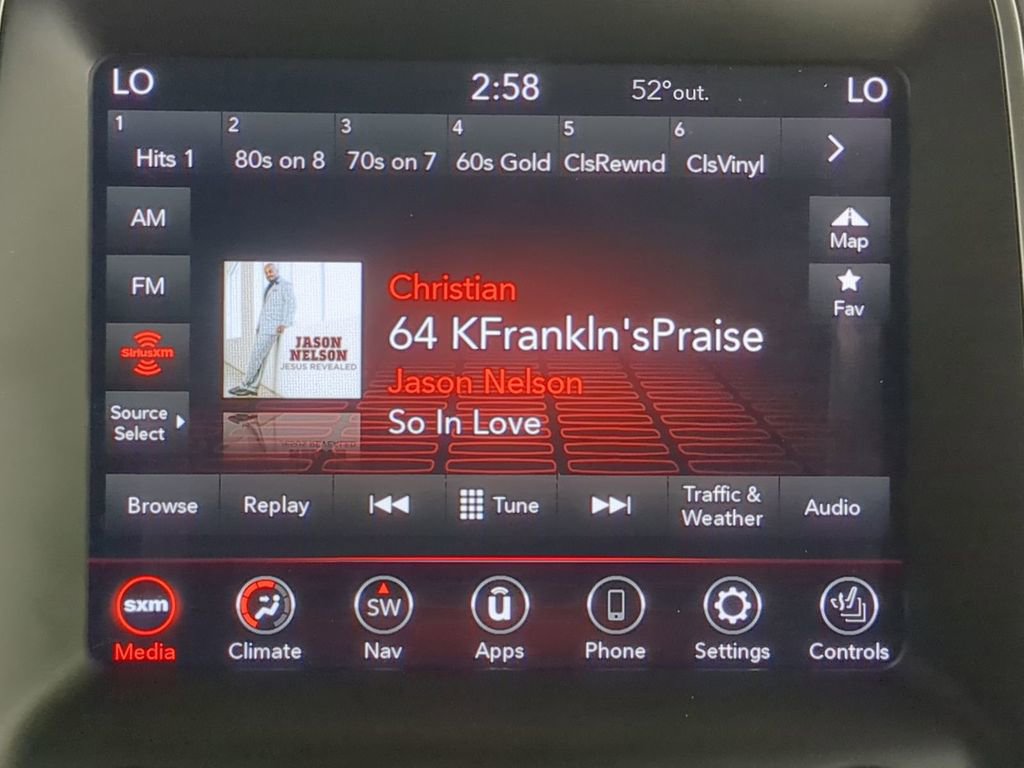 LO 2:58 52°out. LO
1 2 3 4 5 6
Hits 1 80s on 8 70s on 7 60s Gold ClsRewnd ClsVinyl
AM
Map
FM
Fav
SiriusXM
Source
Select
JASON
NELSON
JESUS REVEALED
Christian
64 KFrankln'sPraise
Jason Nelson
So In Love
Browse Replay Tune Traffic & Weather Audio
sxm SW u
Media Climate Nav Apps Phone Settings Controls